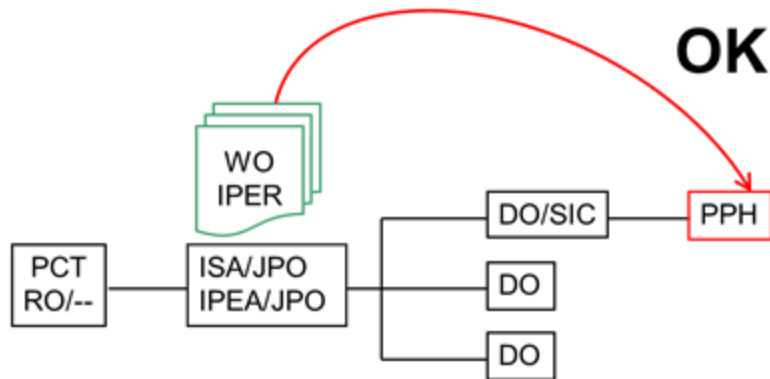 OK
WO
IPER
DO/SIC
PPH
PCT
RO/--
ISA/JPO
IPEA/JPO
DO
DO